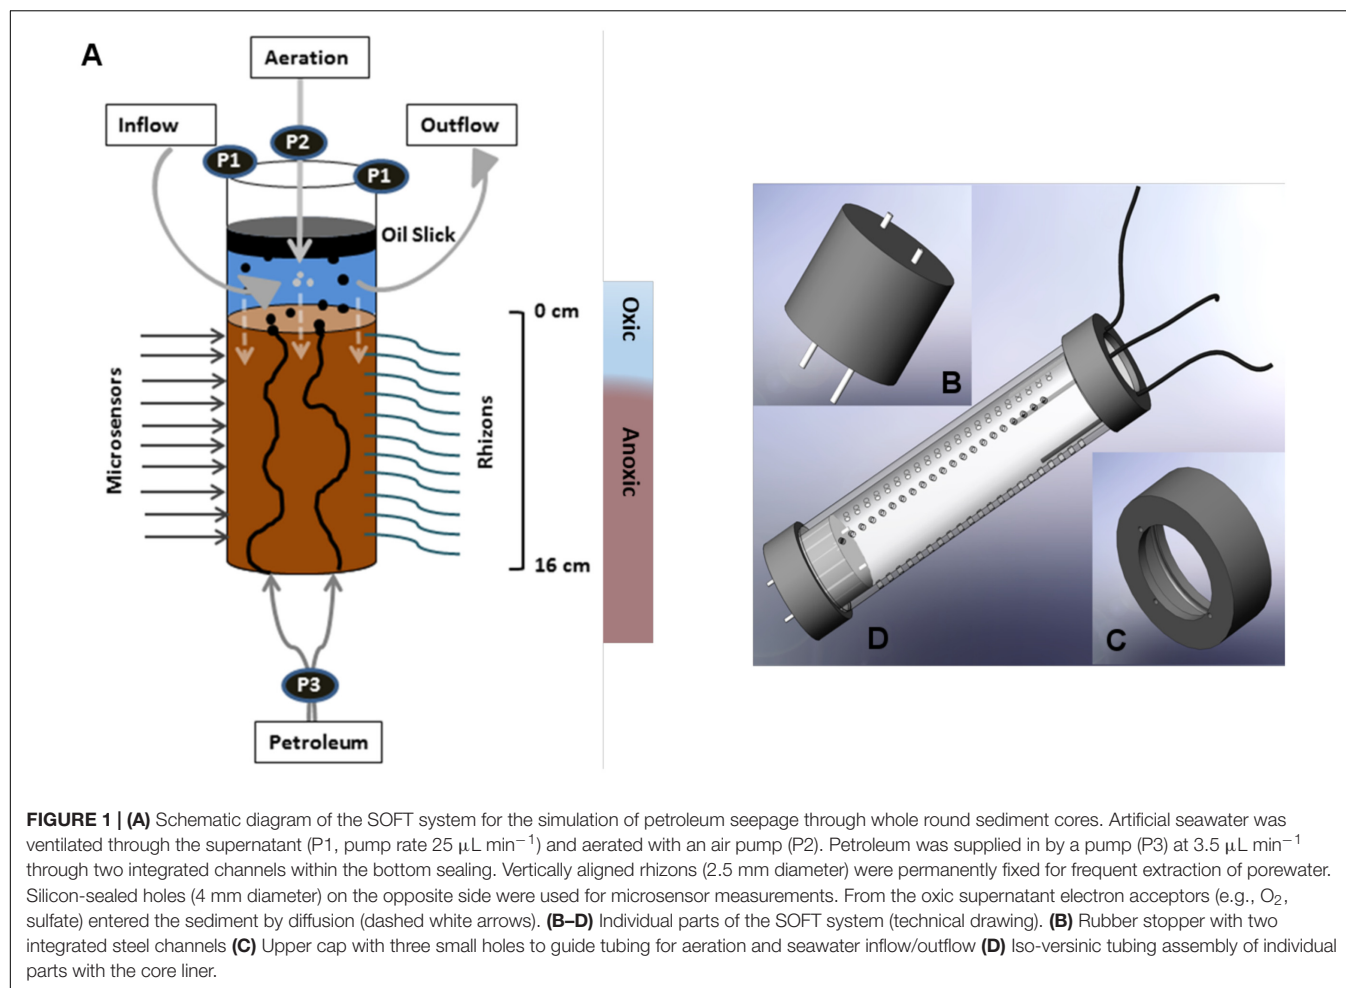 A
Aeration
Inflow
Outflow
P1
P2
P1
Oil Slick
0 cm
Microsensors
Rhizons
Oxic
Anoxic
16 cm
P3
Petroleum
B
C
D
FIGURE 1 | (A) Schematic diagram of the SOFT system for the simulation of petroleum seepage through whole round sediment cores. Artificial seawater was
ventilated through the supernatant (P1, pump rate 25 μL min⁻¹) and aerated with an air pump (P2). Petroleum was supplied in by a pump (P3) at 3.5 μL min⁻¹
through two integrated channels within the bottom sealing. Vertically aligned rhizons (2.5 mm diameter) were permanently fixed for frequent extraction of porewater.
Silicon-sealed holes (4 mm diameter) on the opposite side were used for microsensor measurements. From the oxic supernatant electron acceptors (e.g., O₂,
sulfate) entered the sediment by diffusion (dashed white arrows). (B–D) Individual parts of the SOFT system (technical drawing). (B) Rubber stopper with two
integrated steel channels (C) Upper cap with three small holes to guide tubing for aeration and seawater inflow/outflow (D) Iso-versinic tubing assembly of individual
parts with the core liner.